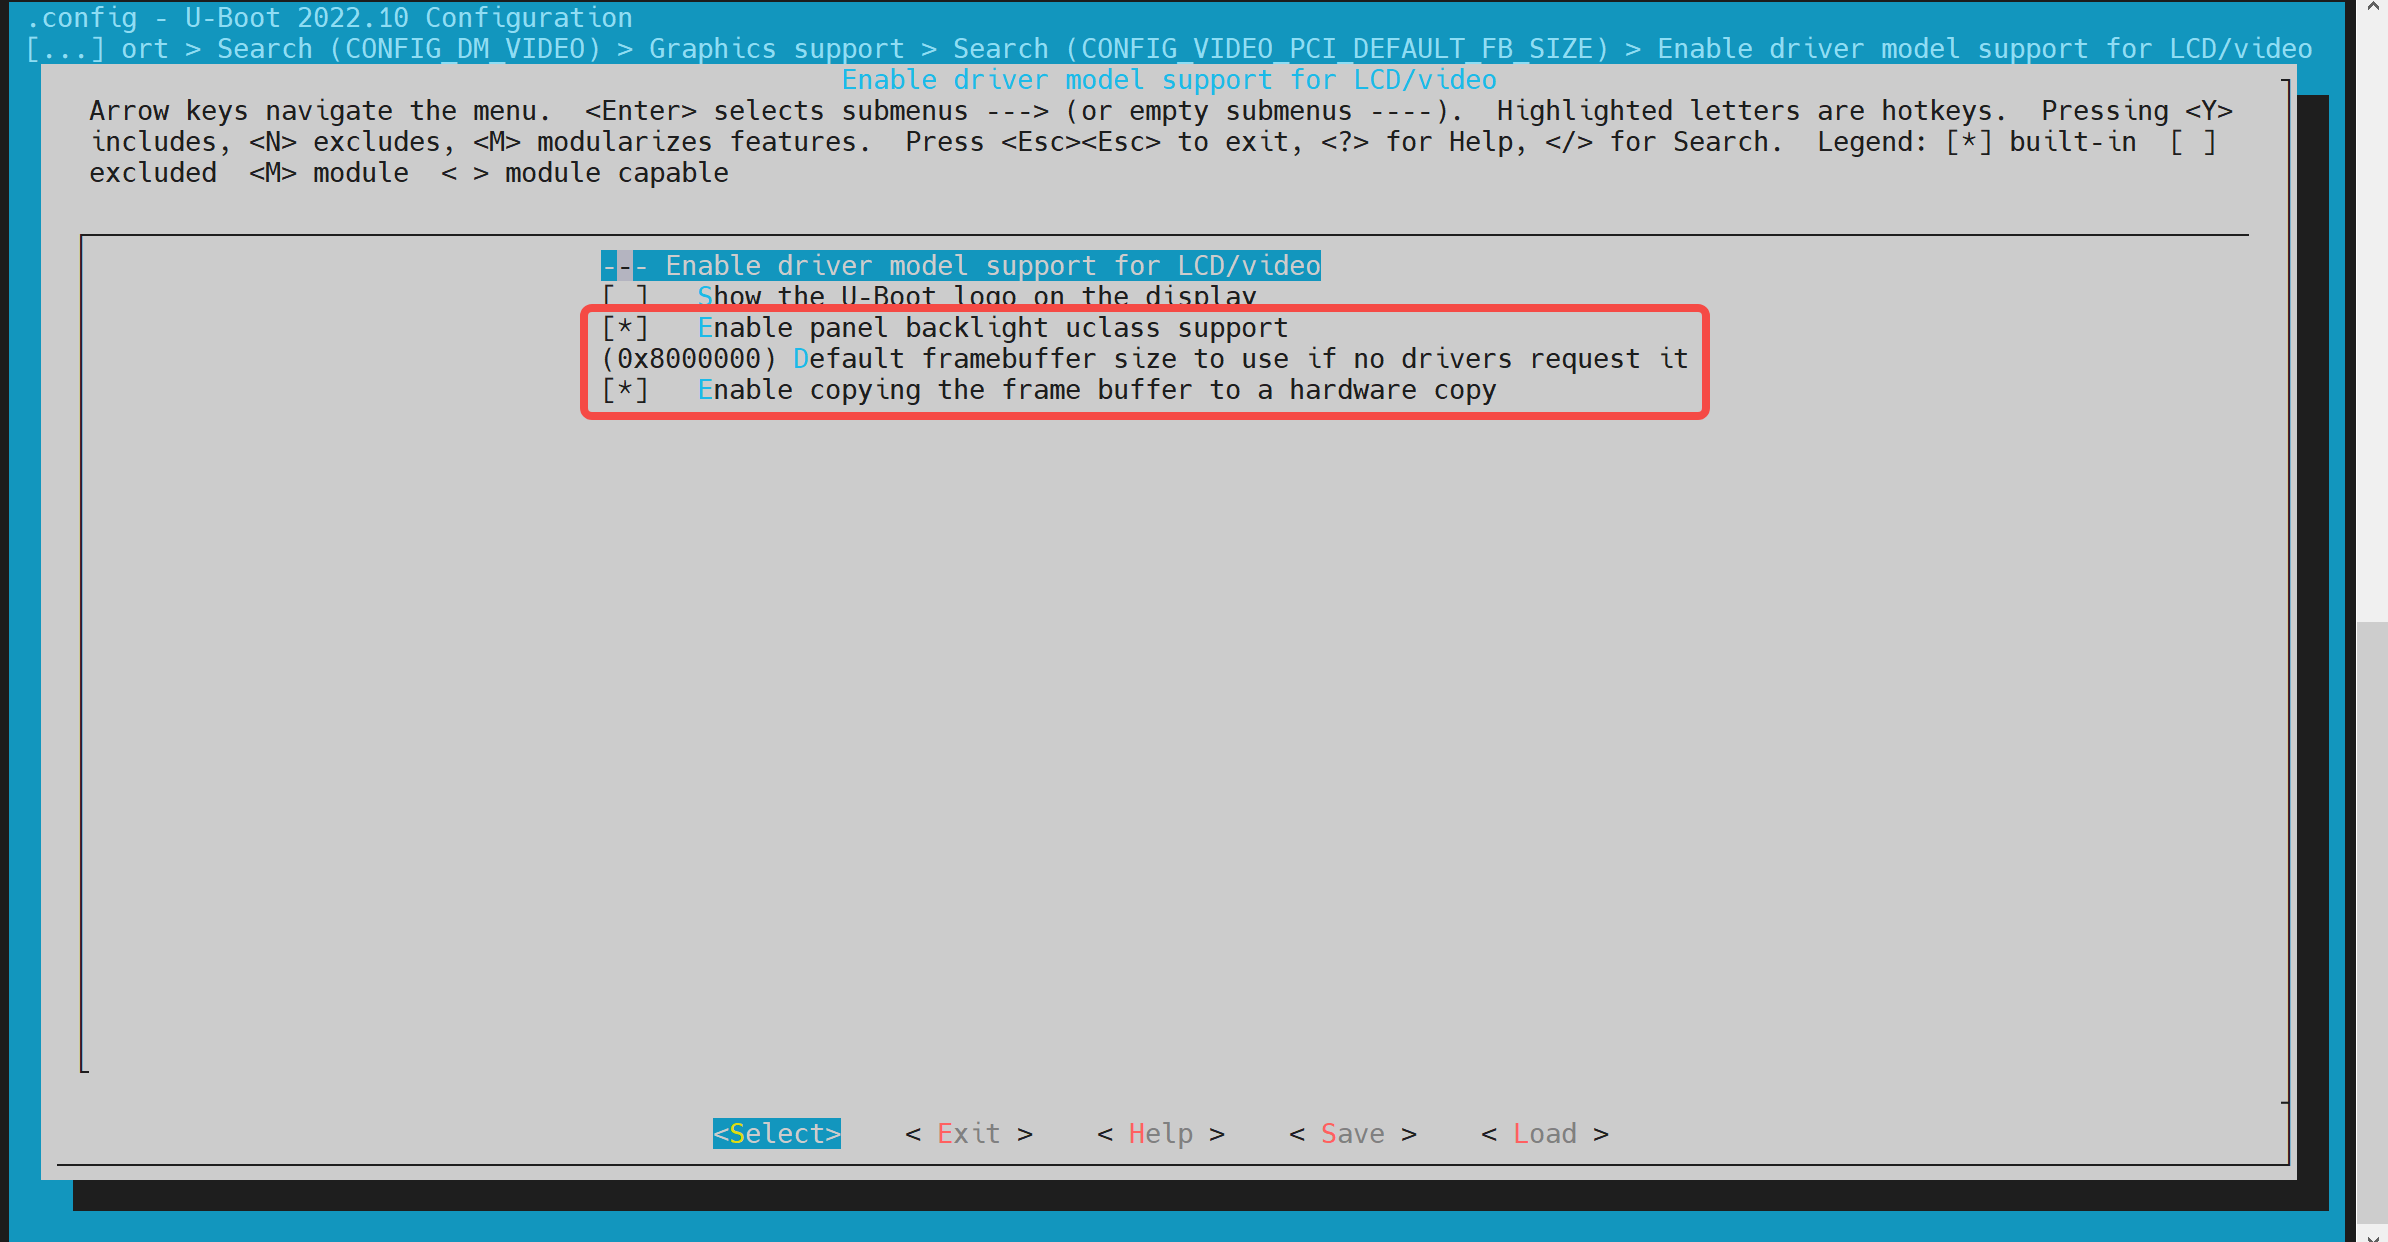 .config - U-Boot 2022.10 Configuration
[...] ort > Search (CONFIG_DM_VIDEO) > Graphics support > Search (CONFIG_VIDEO_PCI_DEFAULT_FB_SIZE) > Enable driver model support for LCD/video
Enable driver model support for LCD/video
Arrow keys navigate the menu.  <Enter> selects submenus ---> (or empty submenus ----).  Highlighted letters are hotkeys.  Pressing <Y>
includes, <N> excludes, <M> modularizes features.  Press <Esc><Esc> to exit, <?> for Help, </> for Search.  Legend: [*] built-in  [ ]
excluded  <M> module  < > module capable
--- Enable driver model support for LCD/video
[ ]   Show the U-Boot logo on the display
[*]   Enable panel backlight uclass support
(0x8000000) Default framebuffer size to use if no drivers request it
[*]   Enable copying the frame buffer to a hardware copy
<Select>    < Exit >    < Help >    < Save >    < Load >